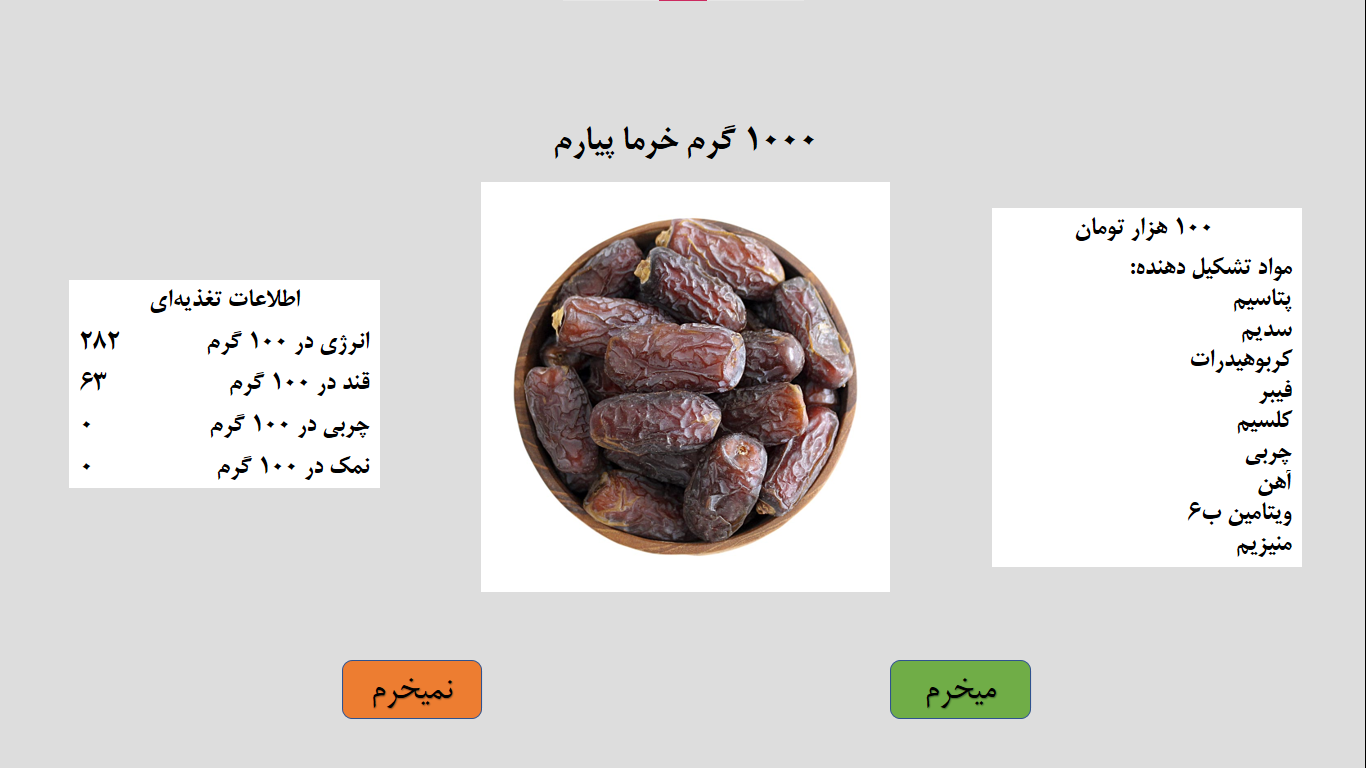 ۱۰۰۰ گرم خرما پیارم
۱۰۰ هزار تومان
مواد تشکیل دهنده:
پتاسیم
سدیم
کربوهیدرات
فیبر
کلسیم
چربی
آهن
ویتامین ب۶
منیزیم
اطلاعات تغذیه‌ای
انرژی در ۱۰۰ گرم ۲۸۲
قند در ۱۰۰ گرم ۶۳
چربی در ۱۰۰ گرم ۰
نمک در ۱۰۰ گرم ۰
میخرم
نمیخرم